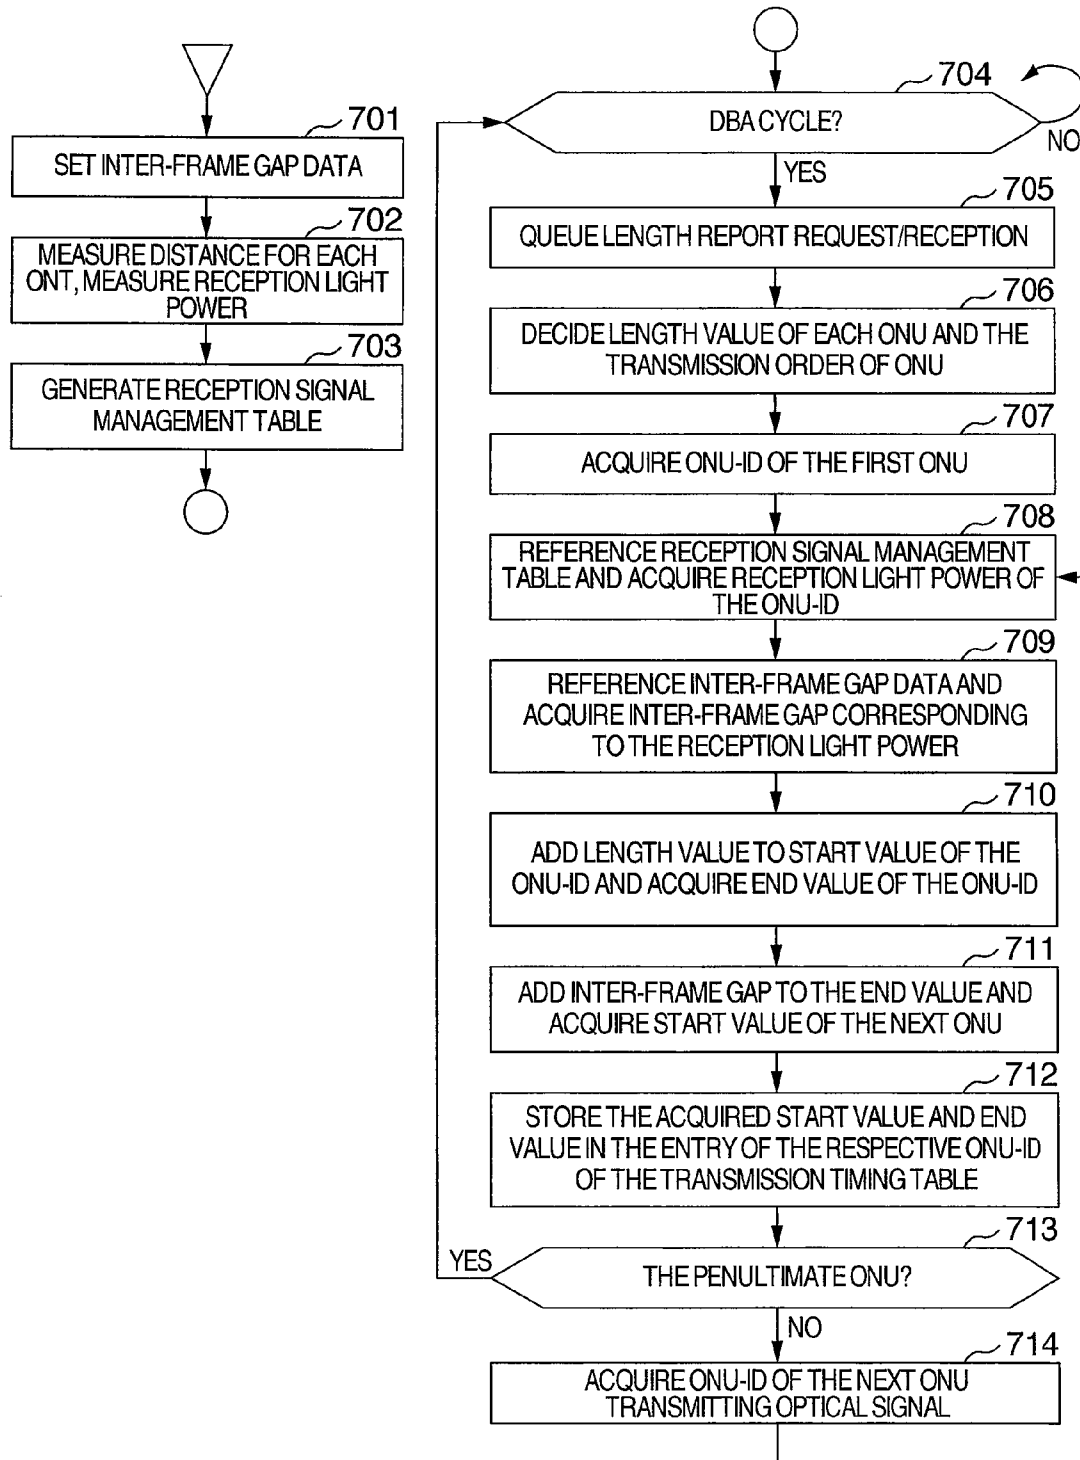 701
SET INTER-FRAME GAP DATA
702
MEASURE DISTANCE FOR EACH
ONT, MEASURE RECEPTION LIGHT
POWER
703
GENERATE RECEPTION SIGNAL
MANAGEMENT TABLE
704
DBA CYCLE?
NO
YES
705
QUEUE LENGTH REPORT REQUEST/RECEPTION
706
DECIDE LENGTH VALUE OF EACH ONU AND THE
TRANSMISSION ORDER OF ONU
707
ACQUIRE ONU-ID OF THE FIRST ONU
708
REFERENCE RECEPTION SIGNAL MANAGEMENT
TABLE AND ACQUIRE RECEPTION LIGHT POWER OF
THE ONU-ID
709
REFERENCE INTER-FRAME GAP DATA AND
ACQUIRE INTER-FRAME GAP CORRESPONDING
TO THE RECEPTION LIGHT POWER
710
ADD LENGTH VALUE TO START VALUE OF THE
ONU-ID AND ACQUIRE END VALUE OF THE ONU-ID
711
ADD INTER-FRAME GAP TO THE END VALUE AND
ACQUIRE START VALUE OF THE NEXT ONU
712
STORE THE ACQUIRED START VALUE AND END
VALUE IN THE ENTRY OF THE RESPECTIVE ONU-ID
OF THE TRANSMISSION TIMING TABLE
713
YES
THE PENULTIMATE ONU?
NO
714
ACQUIRE ONU-ID OF THE NEXT ONU
TRANSMITTING OPTICAL SIGNAL